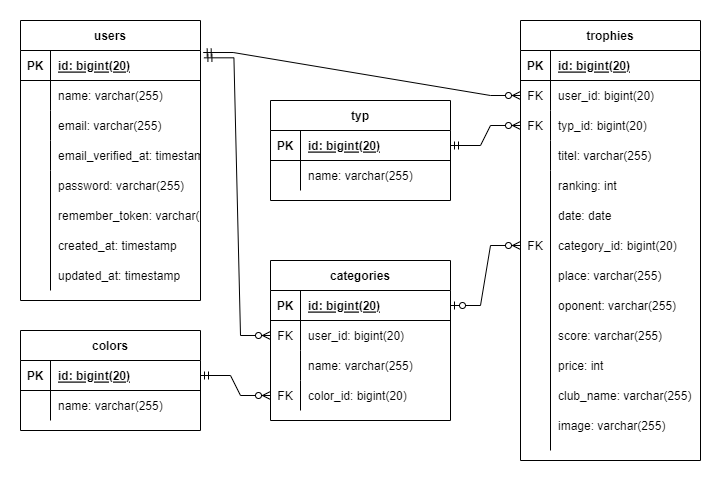 users
PK id: bigint(20)
name: varchar(255)
email: varchar(255)
email_verified_at: timestan
password: varchar(255)
remember_token: varchar(
created_at: timestamp
updated_at: timestamp
colors
PK id: bigint(20)
name: varchar(255)
typ
PK id: bigint(20)
name: varchar(255)
categories
PK id: bigint(20)
FK user_id: bigint(20)
name: varchar(255)
FK color_id: bigint(20)
trophies
PK id: bigint(20)
FK user_id: bigint(20)
FK typ_id: bigint(20)
titel: varchar(255)
ranking: int
date: date
FK category_id: bigint(20)
place: varchar(255)
oponent: varchar(255)
score: varchar(255)
price: int
club_name: varchar(255)
image: varchar(255)